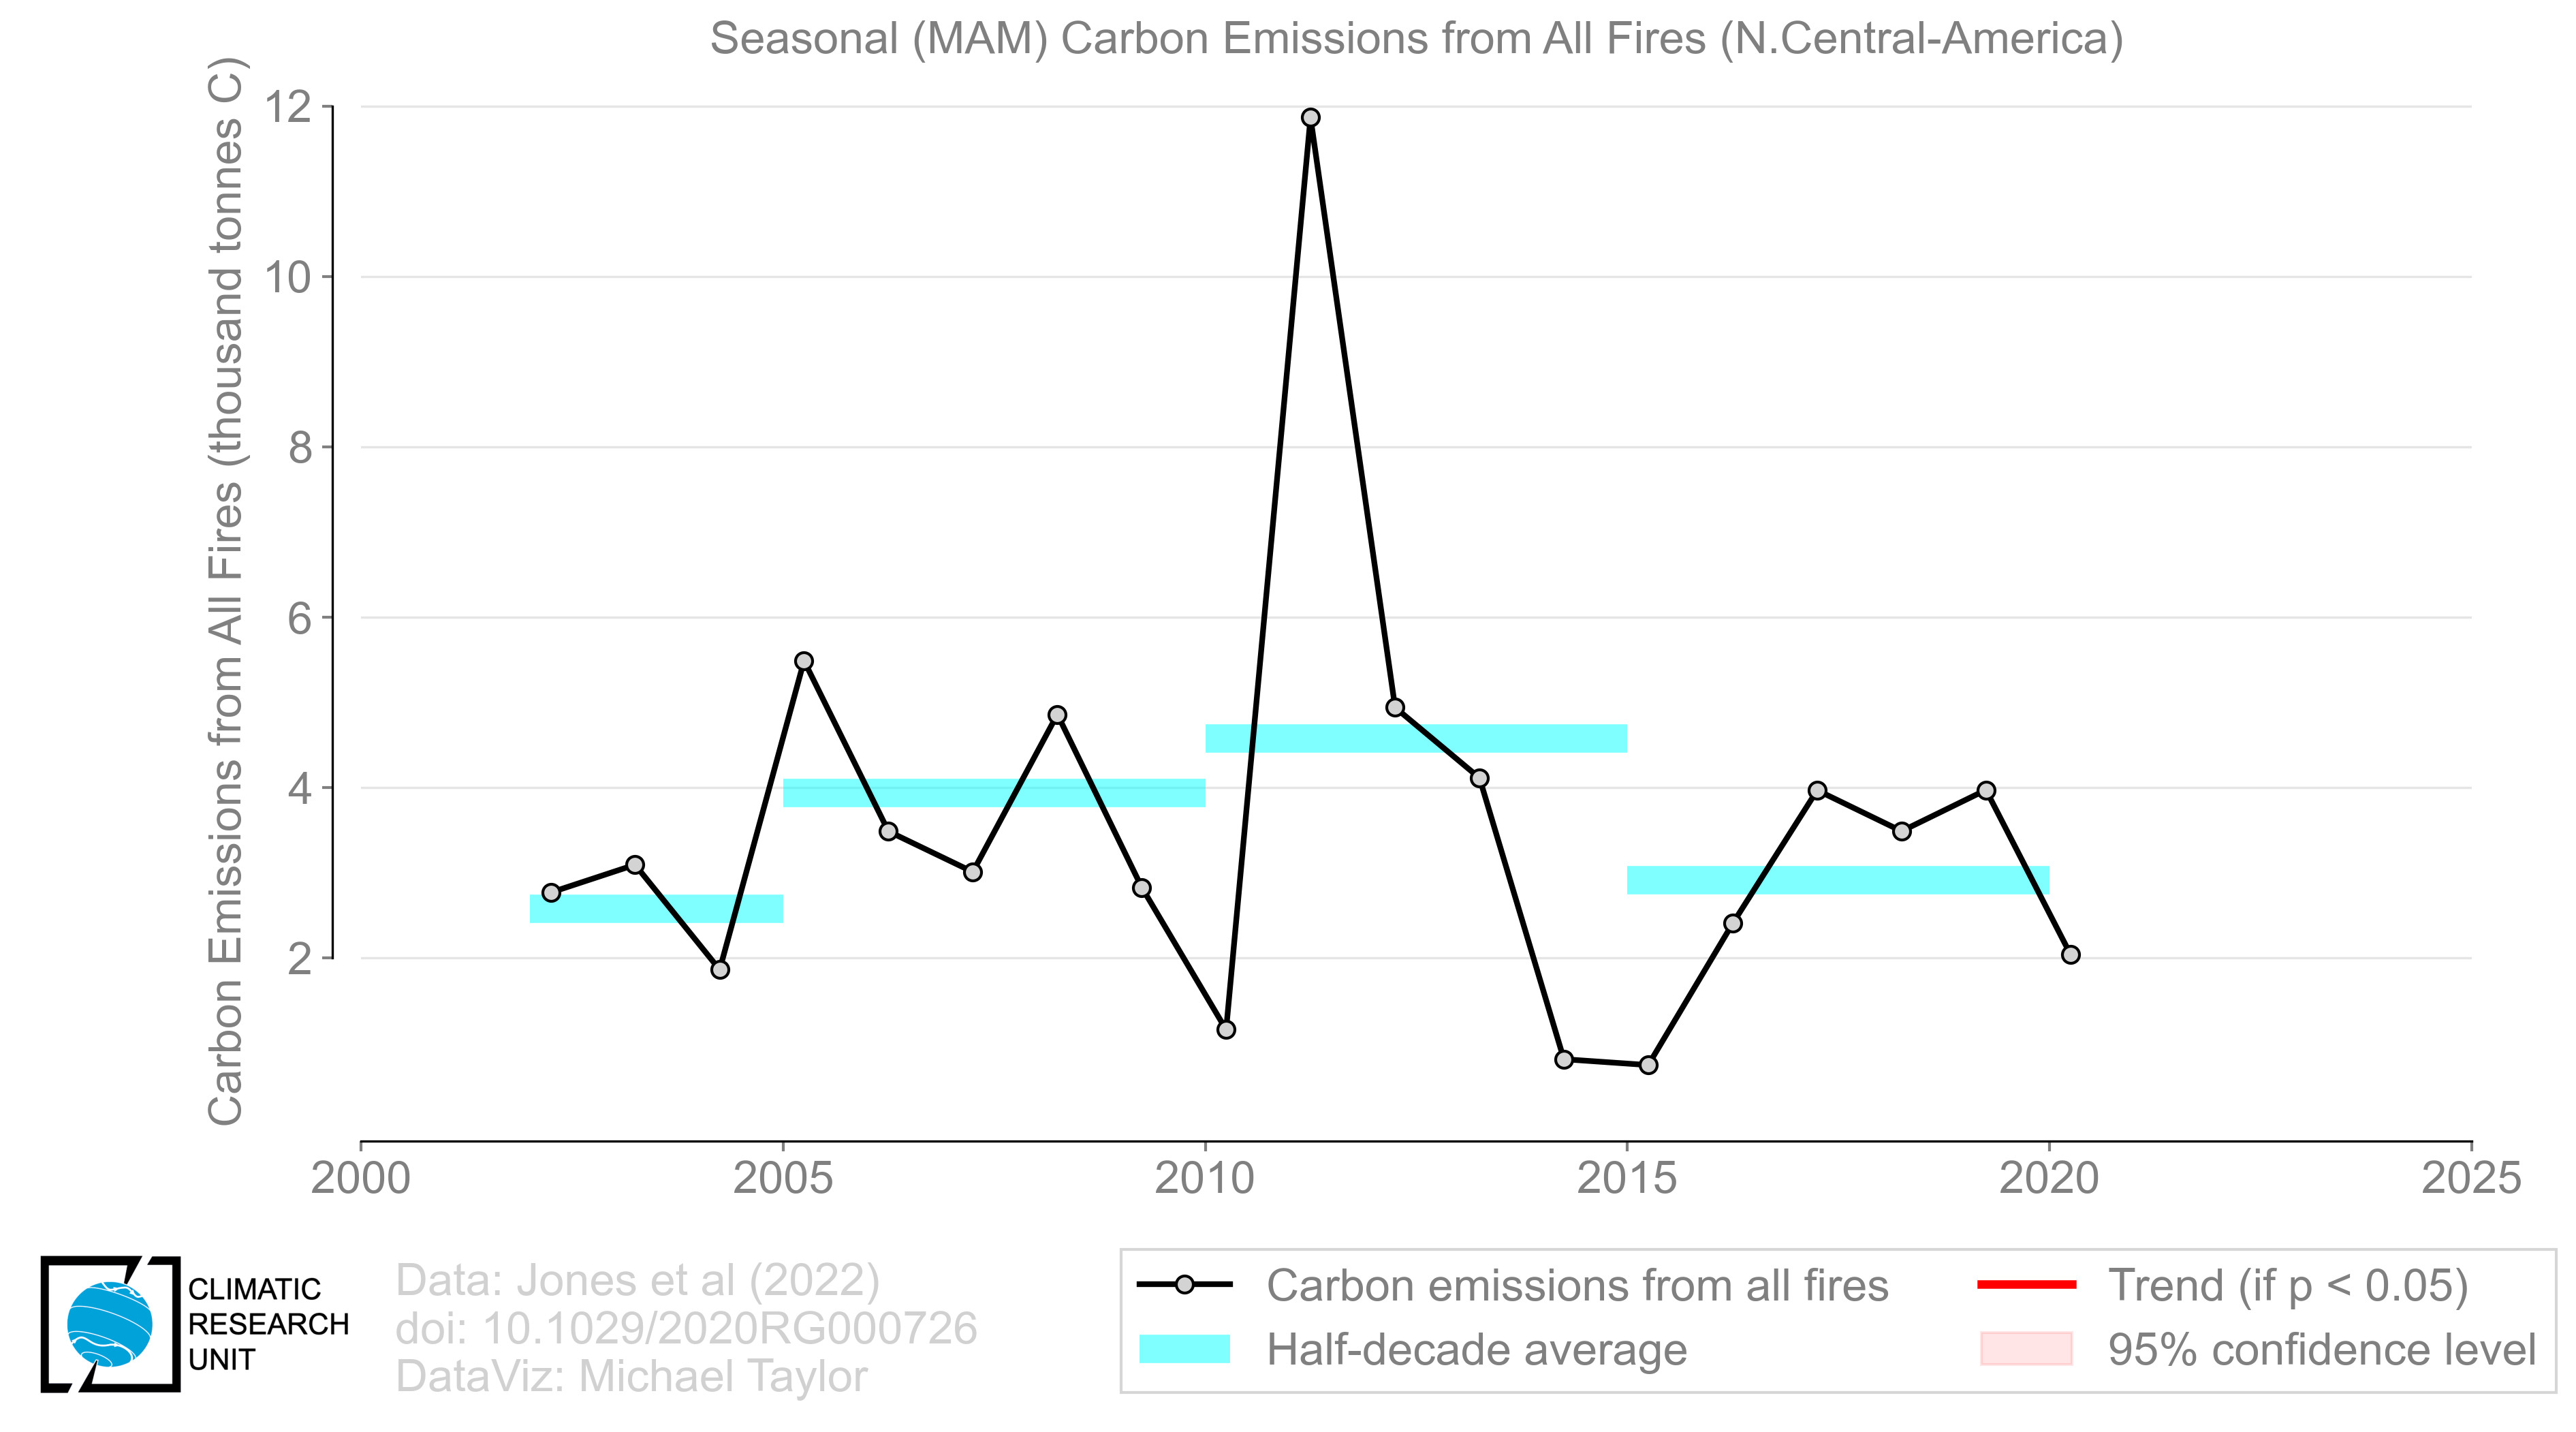 Seasonal (MAM) Carbon Emissions from All Fires (N.Central-America)
Carbon Emissions from All Fires (thousand tonnes C)
12
10
8
6
4
2
2000 2005 2010 2015 2020 2025
CLIMATIC
RESEARCH
UNIT
Data: Jones et al (2022)
doi: 10.1029/2020RG000726
DataViz: Michael Taylor
Carbon emissions from all fires
Half-decade average
Trend (if p < 0.05)
95% confidence level